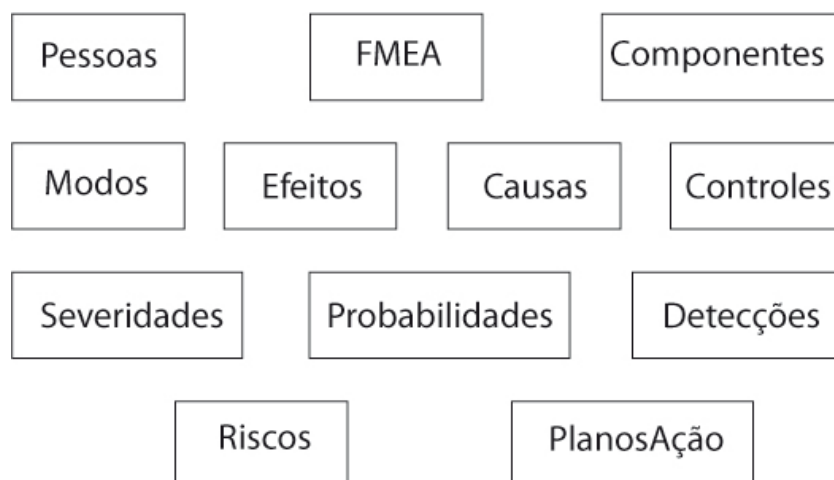 Pessoas FMEA Componentes
Modos Efeitos Causas Controles
Severidades Probabilidades Detecções
Riscos PlanosAção